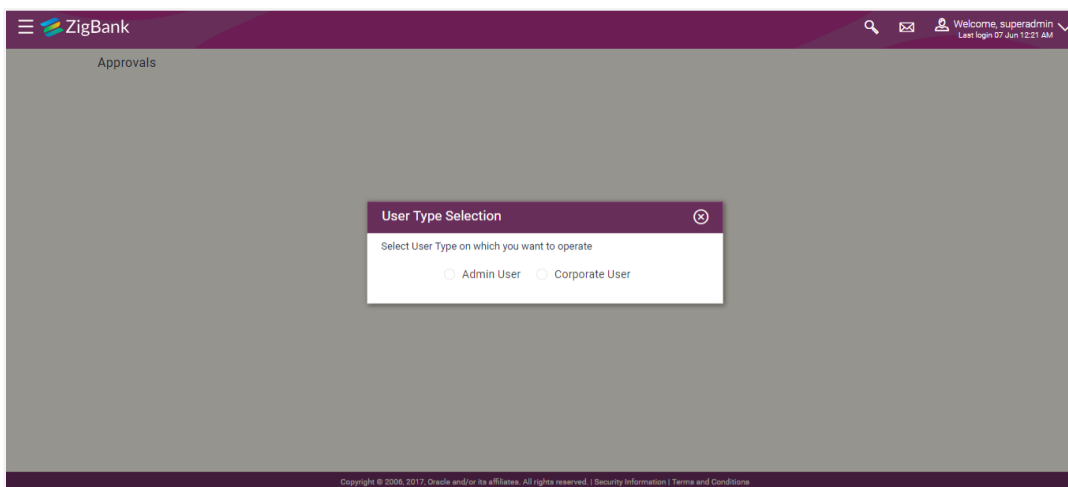 ZigBank
Welcome, superadmin
Last login 07 Jun 12:21 AM
Approvals
User Type Selection
Select User Type on which you want to operate
Admin User Corporate User
Copyright © 2006, 2017, Oracle and/or its affiliates. All rights reserved. | Security Information | Terms and Conditions